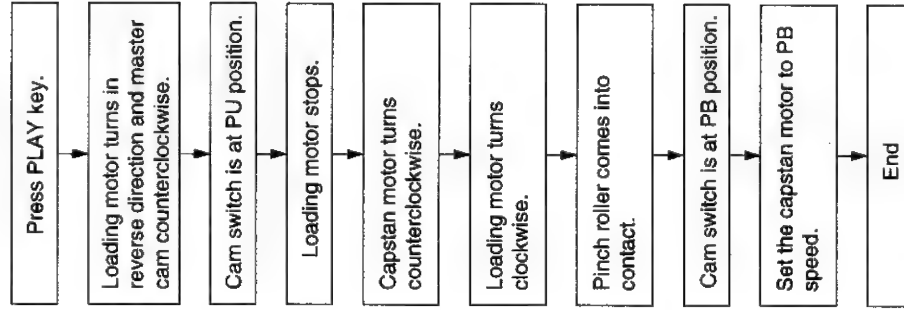 Press PLAY key.
Loading motor turns in
reverse direction and master
cam counterclockwise.
Cam switch is at PU position.
Loading motor stops.
Capstan motor turns
counterclockwise.
Loading motor turns
clockwise.
Pinch roller comes into
contact.
Cam switch is at PB position.
Set the capstan motor to PB
speed.
End